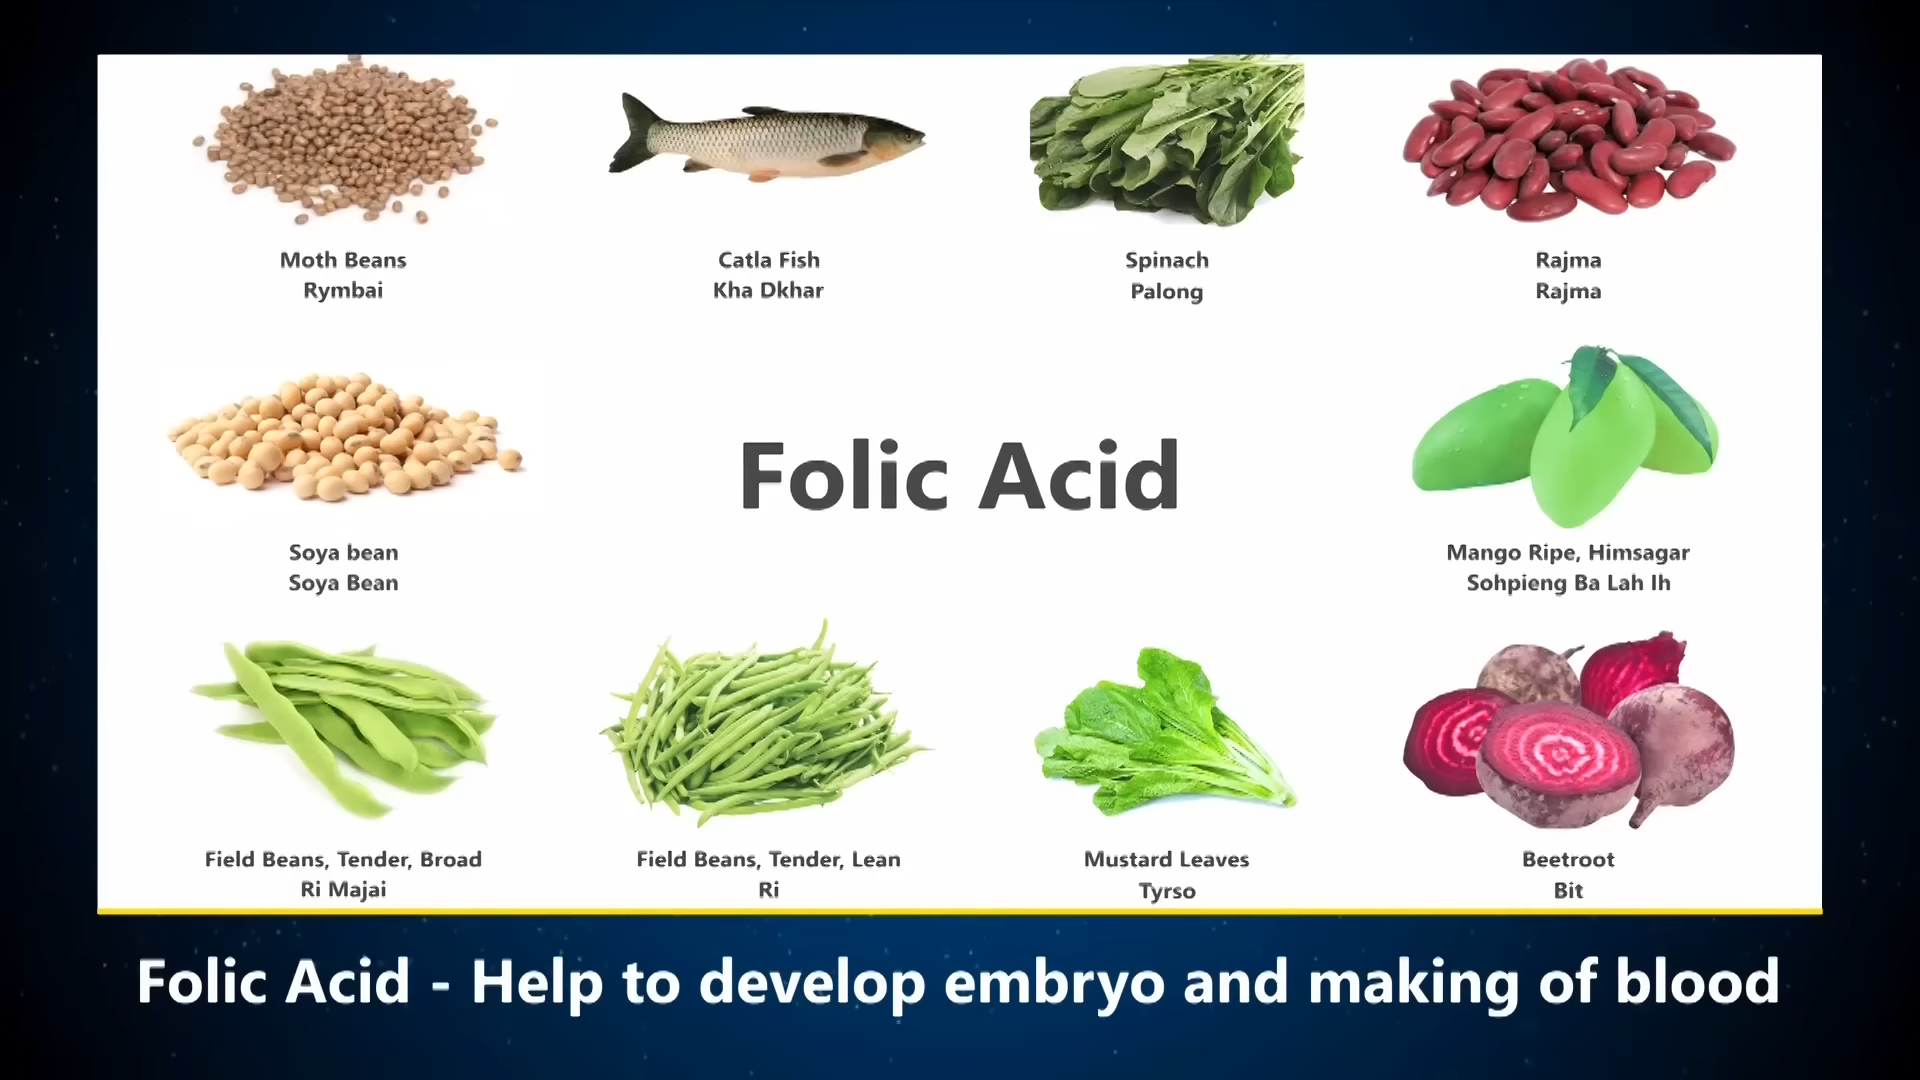 Moth Beans
Rymbai
Catla Fish
Kha Dkhar
Spinach
Palong
Rajma
Rajma
Soya bean
Soya Bean
Folic Acid
Mango Ripe, Himsagar
Sohpieng Ba Lah Ih
Field Beans, Tender, Broad
Ri Majai
Field Beans, Tender, Lean
Ri
Mustard Leaves
Tyrso
Beetroot
Bit
Folic Acid - Help to develop embryo and making of blood